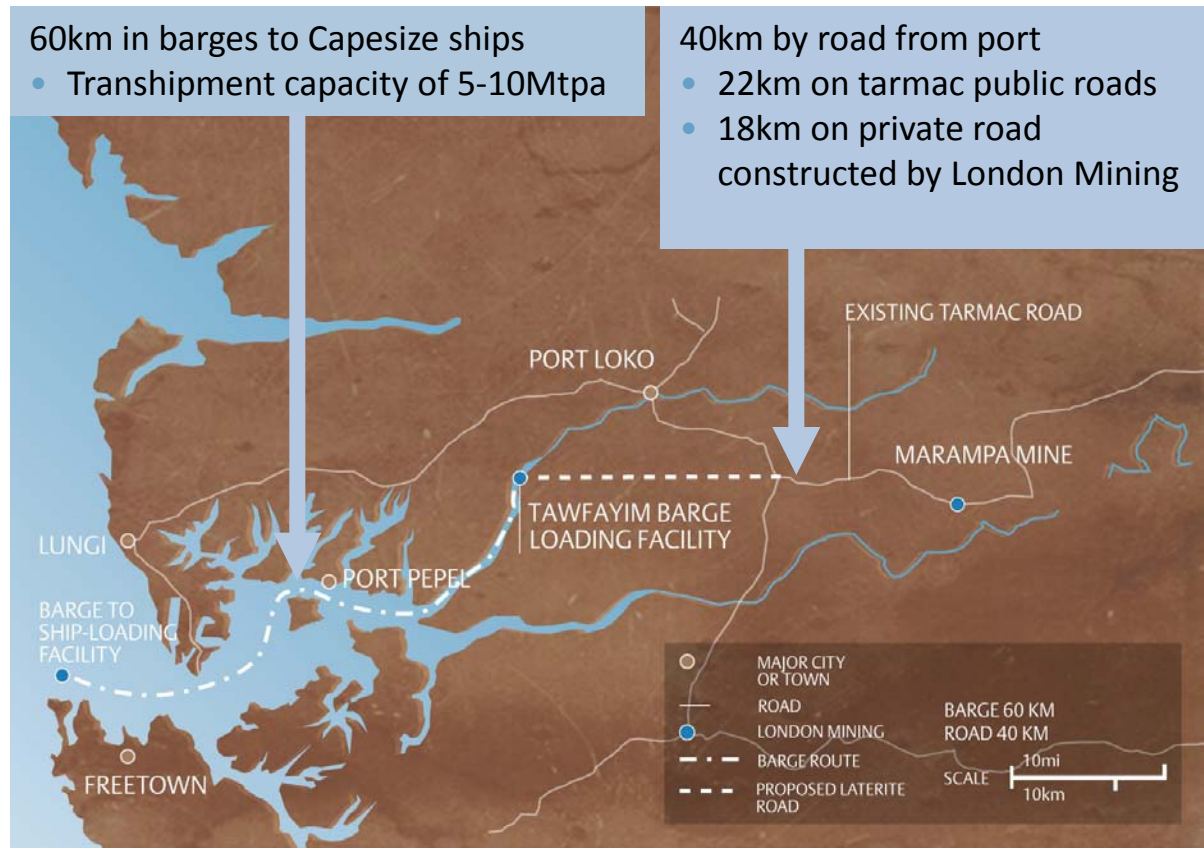 60km in barges to Capesize ships
• Transhipment capacity of 5-10Mtpa
40km by road from port
• 22km on tarmac public roads
• 18km on private road
constructed by London Mining
EXISTING TARMAC ROAD
PORT LOKO
MARAMPA MINE
TAWFAYIM BARGE
LOADING FACILITY
LUNGI
PORT PEPEL
BARGE TO
SHIP-LOADING
FACILITY
FREETOWN
MAJOR CITY
OR TOWN
ROAD
LONDON MINING
BARGE ROUTE
PROPOSED LATERITE
ROAD
BARGE 60 KM
ROAD 40 KM
SCALE
10mi
10km